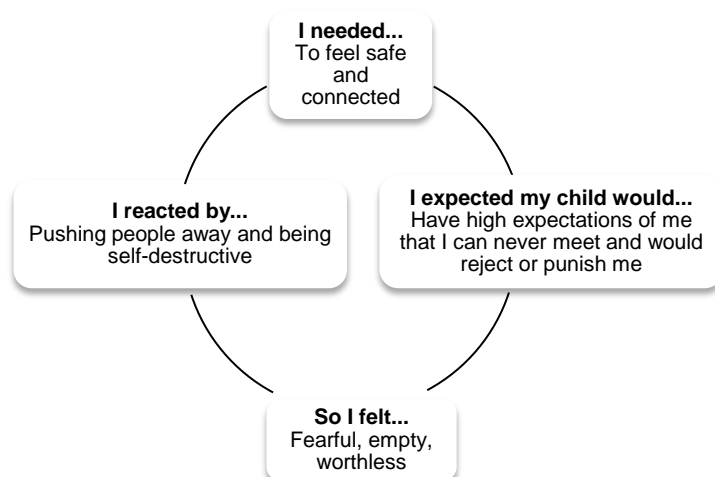 I needed...
To feel safe
and
connected
I expected my child would...
Have high expectations of me
that I can never meet and would
reject or punish me
So I felt...
Fearful, empty,
worthless
I reacted by...
Pushing people away and being
self-destructive